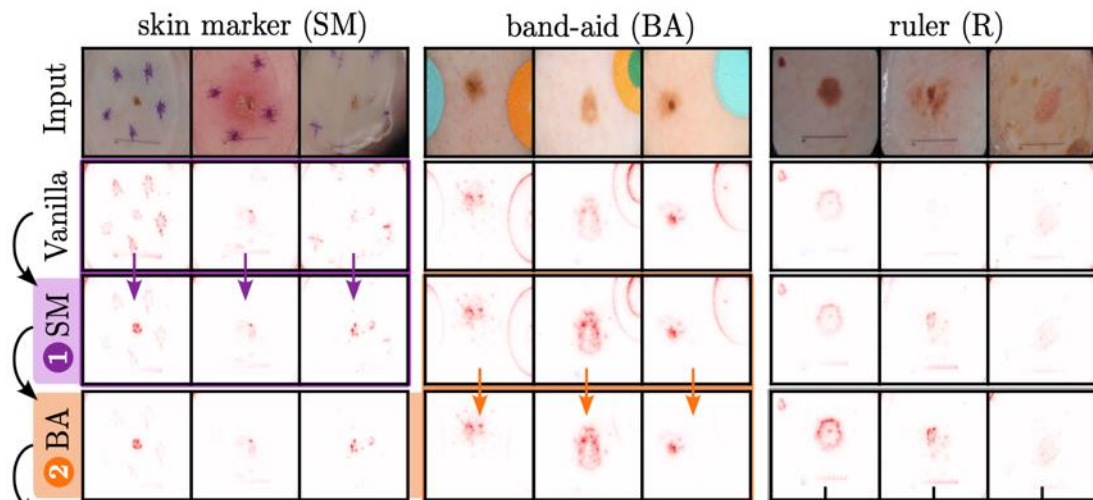 skin marker (SM) band-aid (BA) ruler (R)
Input
Vanilla
1 SM
2 BA